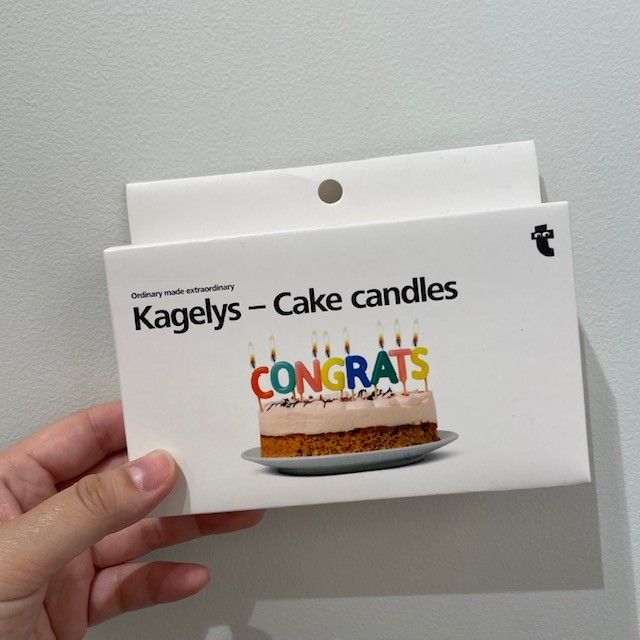 Ordinary made extraordinary
Kagelys – Cake candles
CONGRATS